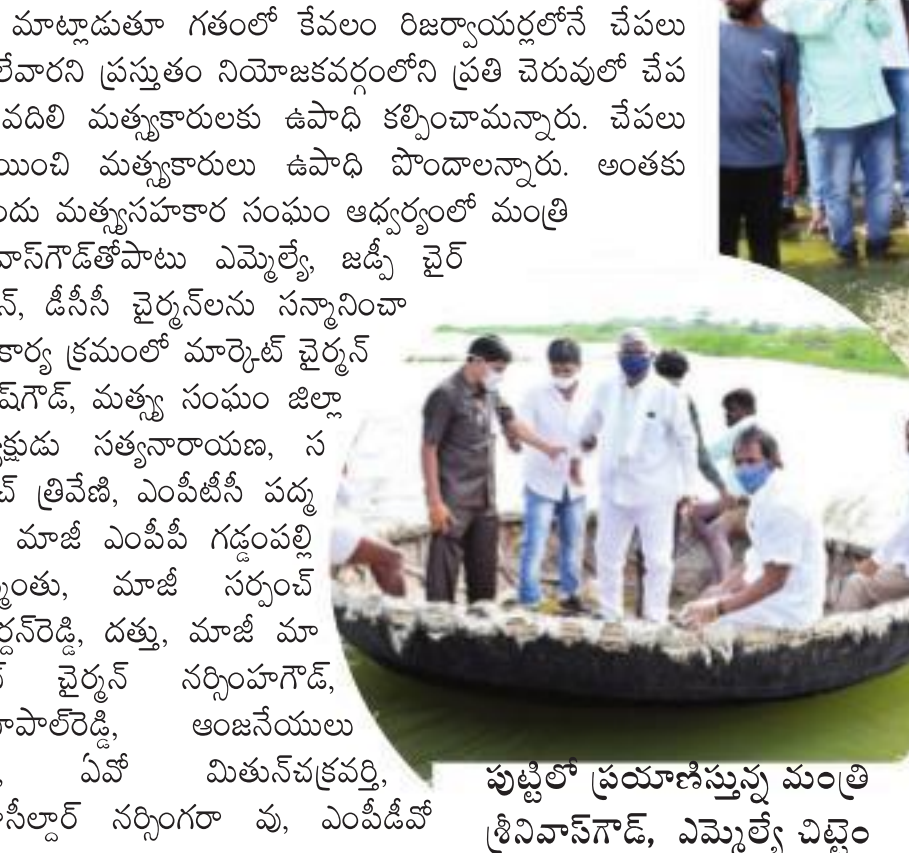 మాట్లాడుతూ గతంలో కేవలం రిజర్వాయర్లలోనే చేపలు
లేవారని ప్రస్తుతం నియోజకవర్గంలోని ప్రతి చెరువులో చేప
వదిలి మత్స్యకారులకు ఉపాధి కల్పించామన్నారు. చేపలు
యించి మత్స్యకారులు ఉపాధి పొందాలన్నారు. అంతకు
ందు మత్స్యసహకార సంఘం ఆధ్వర్యంలో మంత్రి
వాస్‌గౌడ్‌తోపాటు ఎమ్మెల్యే, జడ్పీ చైర్
న్, డీసీసీ చైర్మన్‌లను సన్మానించా
కార్య క్రమంలో మార్కెట్ చైర్మన్
ష్‌గౌడ్, మత్స్య సంఘం జిల్లా
క్షుడు సత్యనారాయణ, స
చ్ త్రివేణి, ఎంపీటీసీ పద్మ
మాజీ ఎంపీపీ గడ్డంపల్లి
మంతు, మాజీ సర్పంచ్
ర్దన్‌రెడ్డి, దత్తు, మాజీ మా
చైర్మన్ నర్సింహగౌడ్,
పాల్‌రెడ్డి, ఆంజనేయులు
, ఏవో మితున్‌చక్రవర్తి,
సీల్దార్ నర్సింగరా వు, ఎంపీడీవో
పుట్టిలో ప్రయాణిస్తున్న మంత్రి
శ్రీనివాస్‌గౌడ్, ఎమ్మెల్యే చిట్టెం